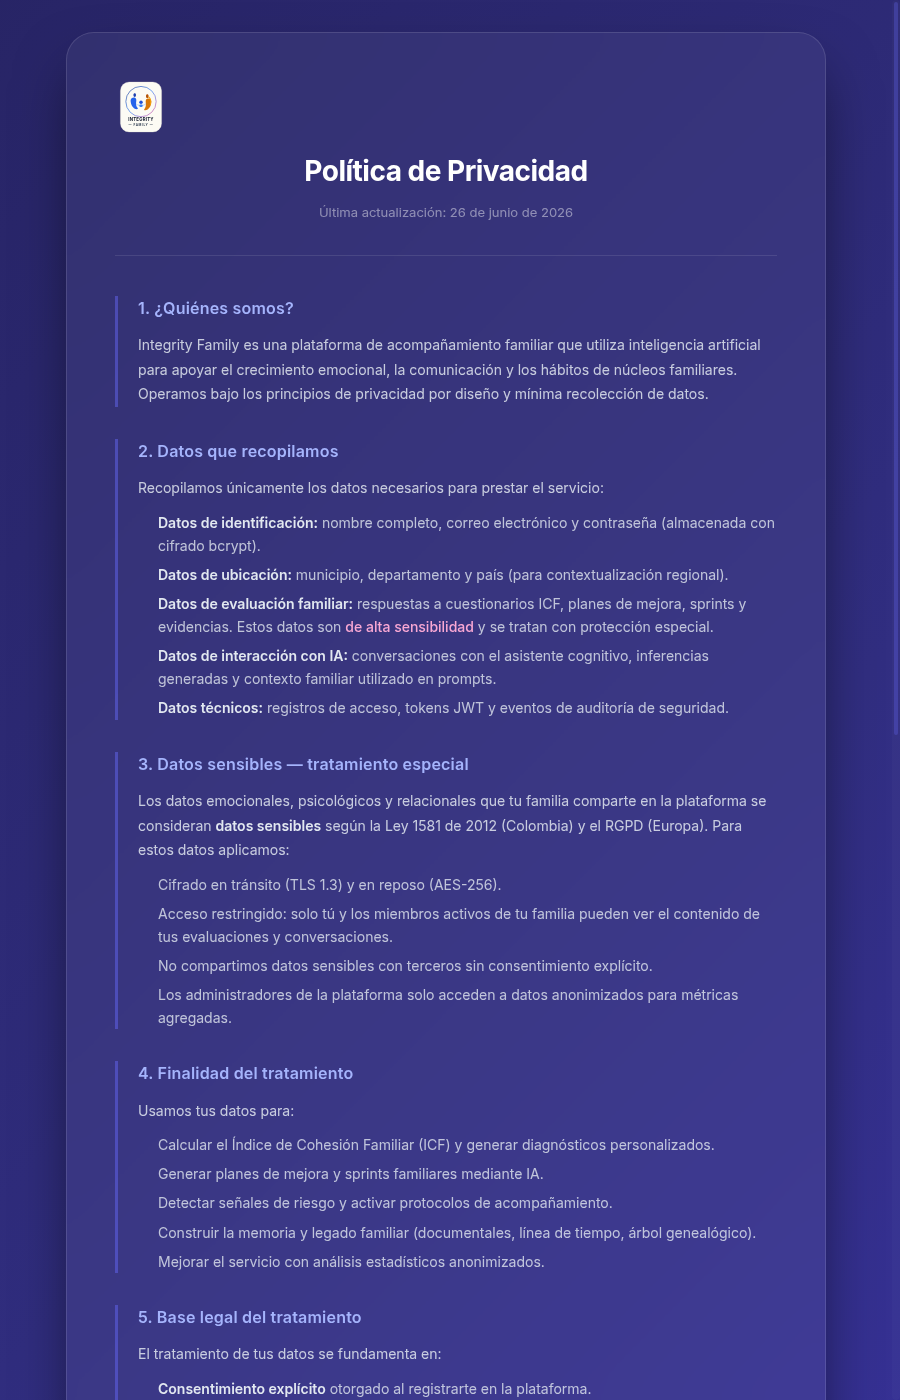 INTEGRITY
FAMILY
Política de Privacidad
Última actualización: 26 de junio de 2026
1. ¿Quiénes somos?
Integrity Family es una plataforma de acompañamiento familiar que utiliza inteligencia artificial
para apoyar el crecimiento emocional, la comunicación y los hábitos de núcleos familiares.
Operamos bajo los principios de privacidad por diseño y mínima recolección de datos.
2. Datos que recopilamos
Recopilamos únicamente los datos necesarios para prestar el servicio:
Datos de identificación: nombre completo, correo electrónico y contraseña (almacenada con
cifrado bcrypt).
Datos de ubicación: municipio, departamento y país (para contextualización regional).
Datos de evaluación familiar: respuestas a cuestionarios ICF, planes de mejora, sprints y
evidencias. Estos datos son de alta sensibilidad y se tratan con protección especial.
Datos de interacción con IA: conversaciones con el asistente cognitivo, inferencias
generadas y contexto familiar utilizado en prompts.
Datos técnicos: registros de acceso, tokens JWT y eventos de auditoría de seguridad.
3. Datos sensibles — tratamiento especial
Los datos emocionales, psicológicos y relacionales que tu familia comparte en la plataforma se
consideran datos sensibles según la Ley 1581 de 2012 (Colombia) y el RGPD (Europa). Para
estos datos aplicamos:
Cifrado en tránsito (TLS 1.3) y en reposo (AES-256).
Acceso restringido: solo tú y los miembros activos de tu familia pueden ver el contenido de
tus evaluaciones y conversaciones.
No compartimos datos sensibles con terceros sin consentimiento explícito.
Los administradores de la plataforma solo acceden a datos anonimizados para métricas
agregadas.
4. Finalidad del tratamiento
Usamos tus datos para:
Calcular el Índice de Cohesión Familiar (ICF) y generar diagnósticos personalizados.
Generar planes de mejora y sprints familiares mediante IA.
Detectar señales de riesgo y activar protocolos de acompañamiento.
Construir la memoria y legado familiar (documentales, línea de tiempo, árbol genealógico).
Mejorar el servicio con análisis estadísticos anonimizados.
5. Base legal del tratamiento
El tratamiento de tus datos se fundamenta en:
Consentimiento explícito otorgado al registrarte en la plataforma.